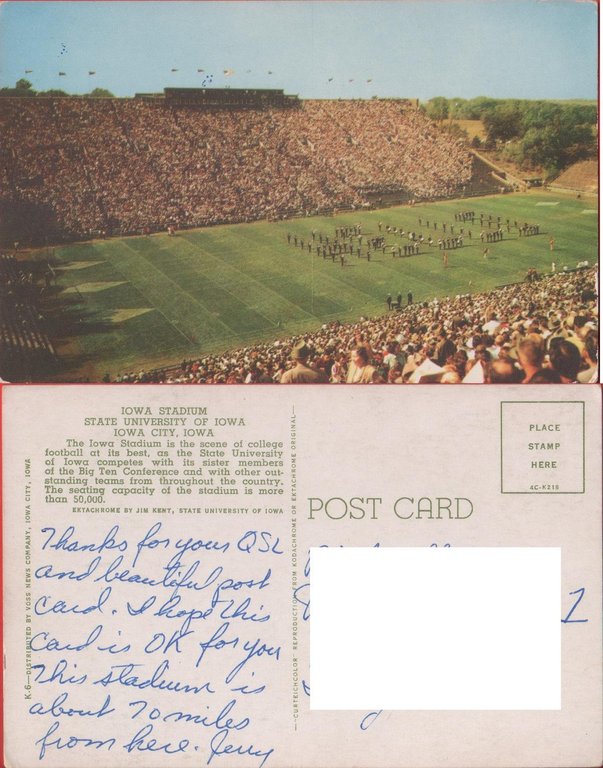 IOWA STADIUM
STATE UNIVERSITY OF IOWA
IOWA CITY, IOWA
The Iowa Stadium is the scene of college
football at its best, as the State University
of Iowa competes with its sister members
of the Big Ten Conference and with other out-
standing teams from throughout the country.
The seating capacity of the stadium is more
than 50,000.
EKTACHROME BY JIM KENT, STATE UNIVERSITY OF IOWA
Thanks for your QSL
and beautiful post
card. I hope this
card is OK for you
This stadium is
about 70 miles
from here. Jerry
K-6—DISTRIBUTED BY VOSS NEWS COMPANY, IOWA CITY, IOWA
"CURTEICHCOLOR" REPRODUCTION FROM KODACHROME OR EKTACHROME ORIGINAL
POST CARD
PLACE
STAMP
HERE
4C-K218